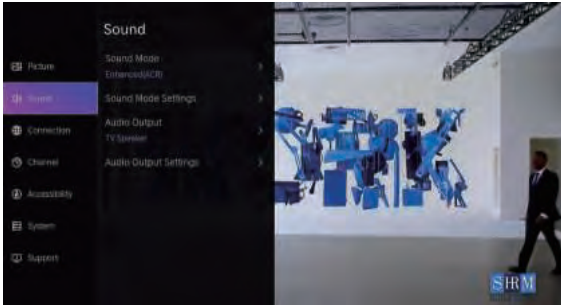 Sound
Picture
Sound
Connection
Channel
Accessibility
System
Support
Sound Mode
Enhanced(ACR)
Sound Mode Settings
Audio Output
TV Speaker
Audio Output Settings
SHRM